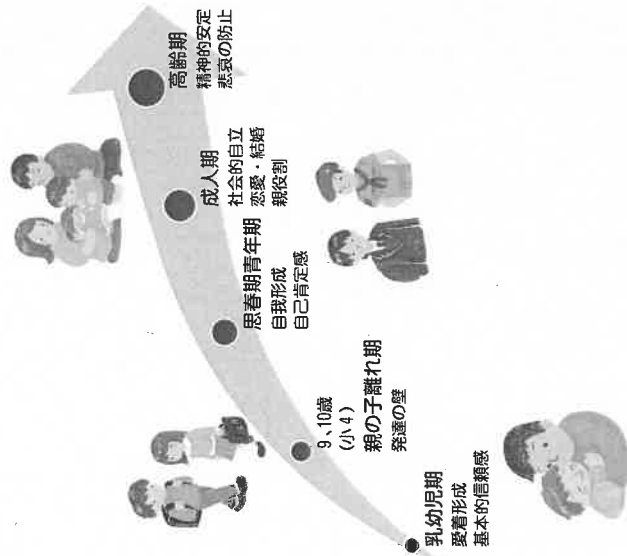 乳幼児期
愛着形成
基本的信頼感
9、10歳
(小4)
親の子離れ期
発達の壁
思春期青年期
自我形成
自己肯定感
成人期
社会的自立
恋愛・結婚
親役割
高齢期
精神的安定
悲哀の防止